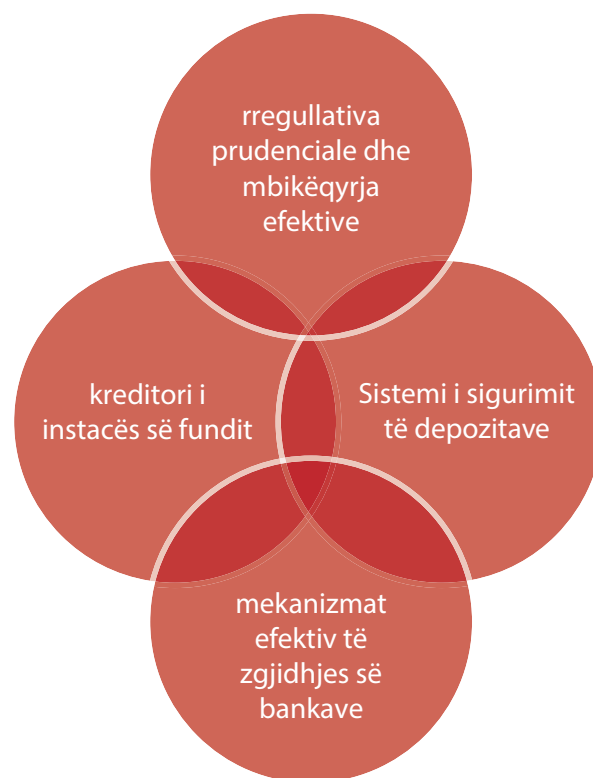 rregullativa
prudenciale dhe
mbikëqyrja
efektive
kreditori i
instacës së fundit
Sistemi i sigurimit
të depozitave
mekanizmat
efektiv të
zgjidhjes së
bankave